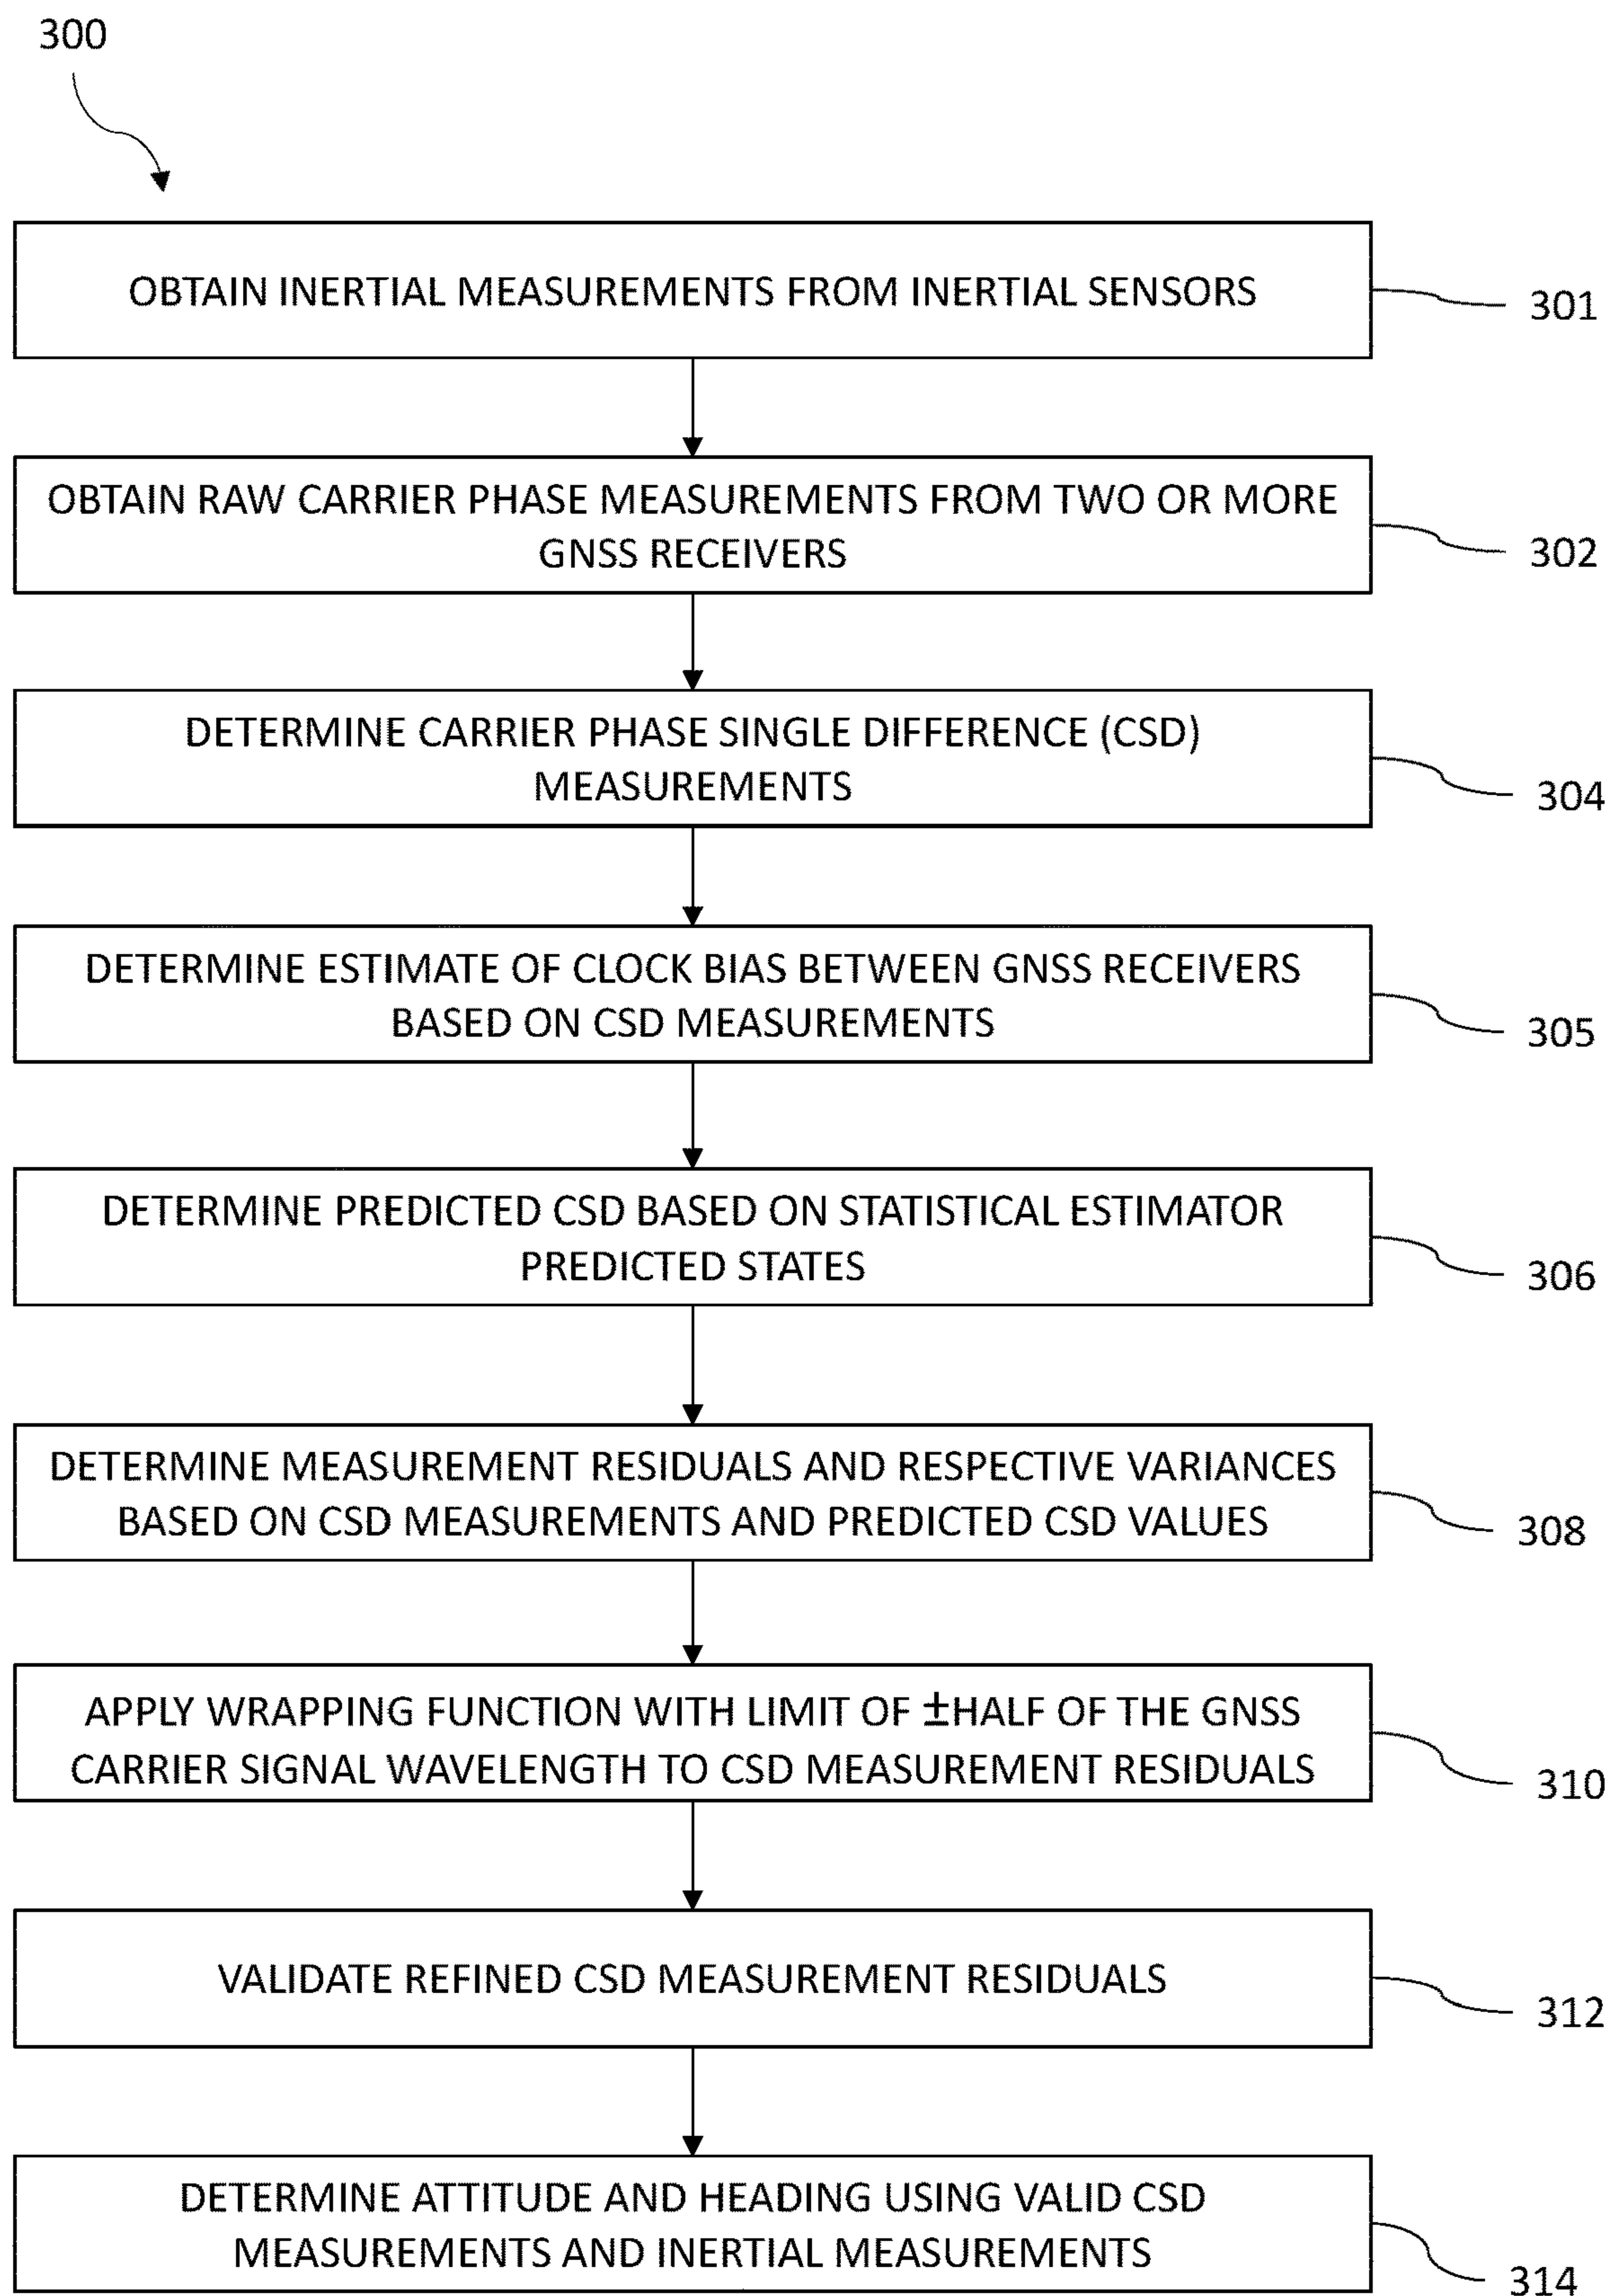 300
OBTAIN INERTIAL MEASUREMENTS FROM INERTIAL SENSORS
301
OBTAIN RAW CARRIER PHASE MEASUREMENTS FROM TWO OR MORE
GNSS RECEIVERS
302
DETERMINE CARRIER PHASE SINGLE DIFFERENCE (CSD)
MEASUREMENTS
304
DETERMINE ESTIMATE OF CLOCK BIAS BETWEEN GNSS RECEIVERS
BASED ON CSD MEASUREMENTS
305
DETERMINE PREDICTED CSD BASED ON STATISTICAL ESTIMATOR
PREDICTED STATES
306
DETERMINE MEASUREMENT RESIDUALS AND RESPECTIVE VARIANCES
BASED ON CSD MEASUREMENTS AND PREDICTED CSD VALUES
308
APPLY WRAPPING FUNCTION WITH LIMIT OF ±HALF OF THE GNSS
CARRIER SIGNAL WAVELENGTH TO CSD MEASUREMENT RESIDUALS
310
VALIDATE REFINED CSD MEASUREMENT RESIDUALS
312
DETERMINE ATTITUDE AND HEADING USING VALID CSD
MEASUREMENTS AND INERTIAL MEASUREMENTS
314